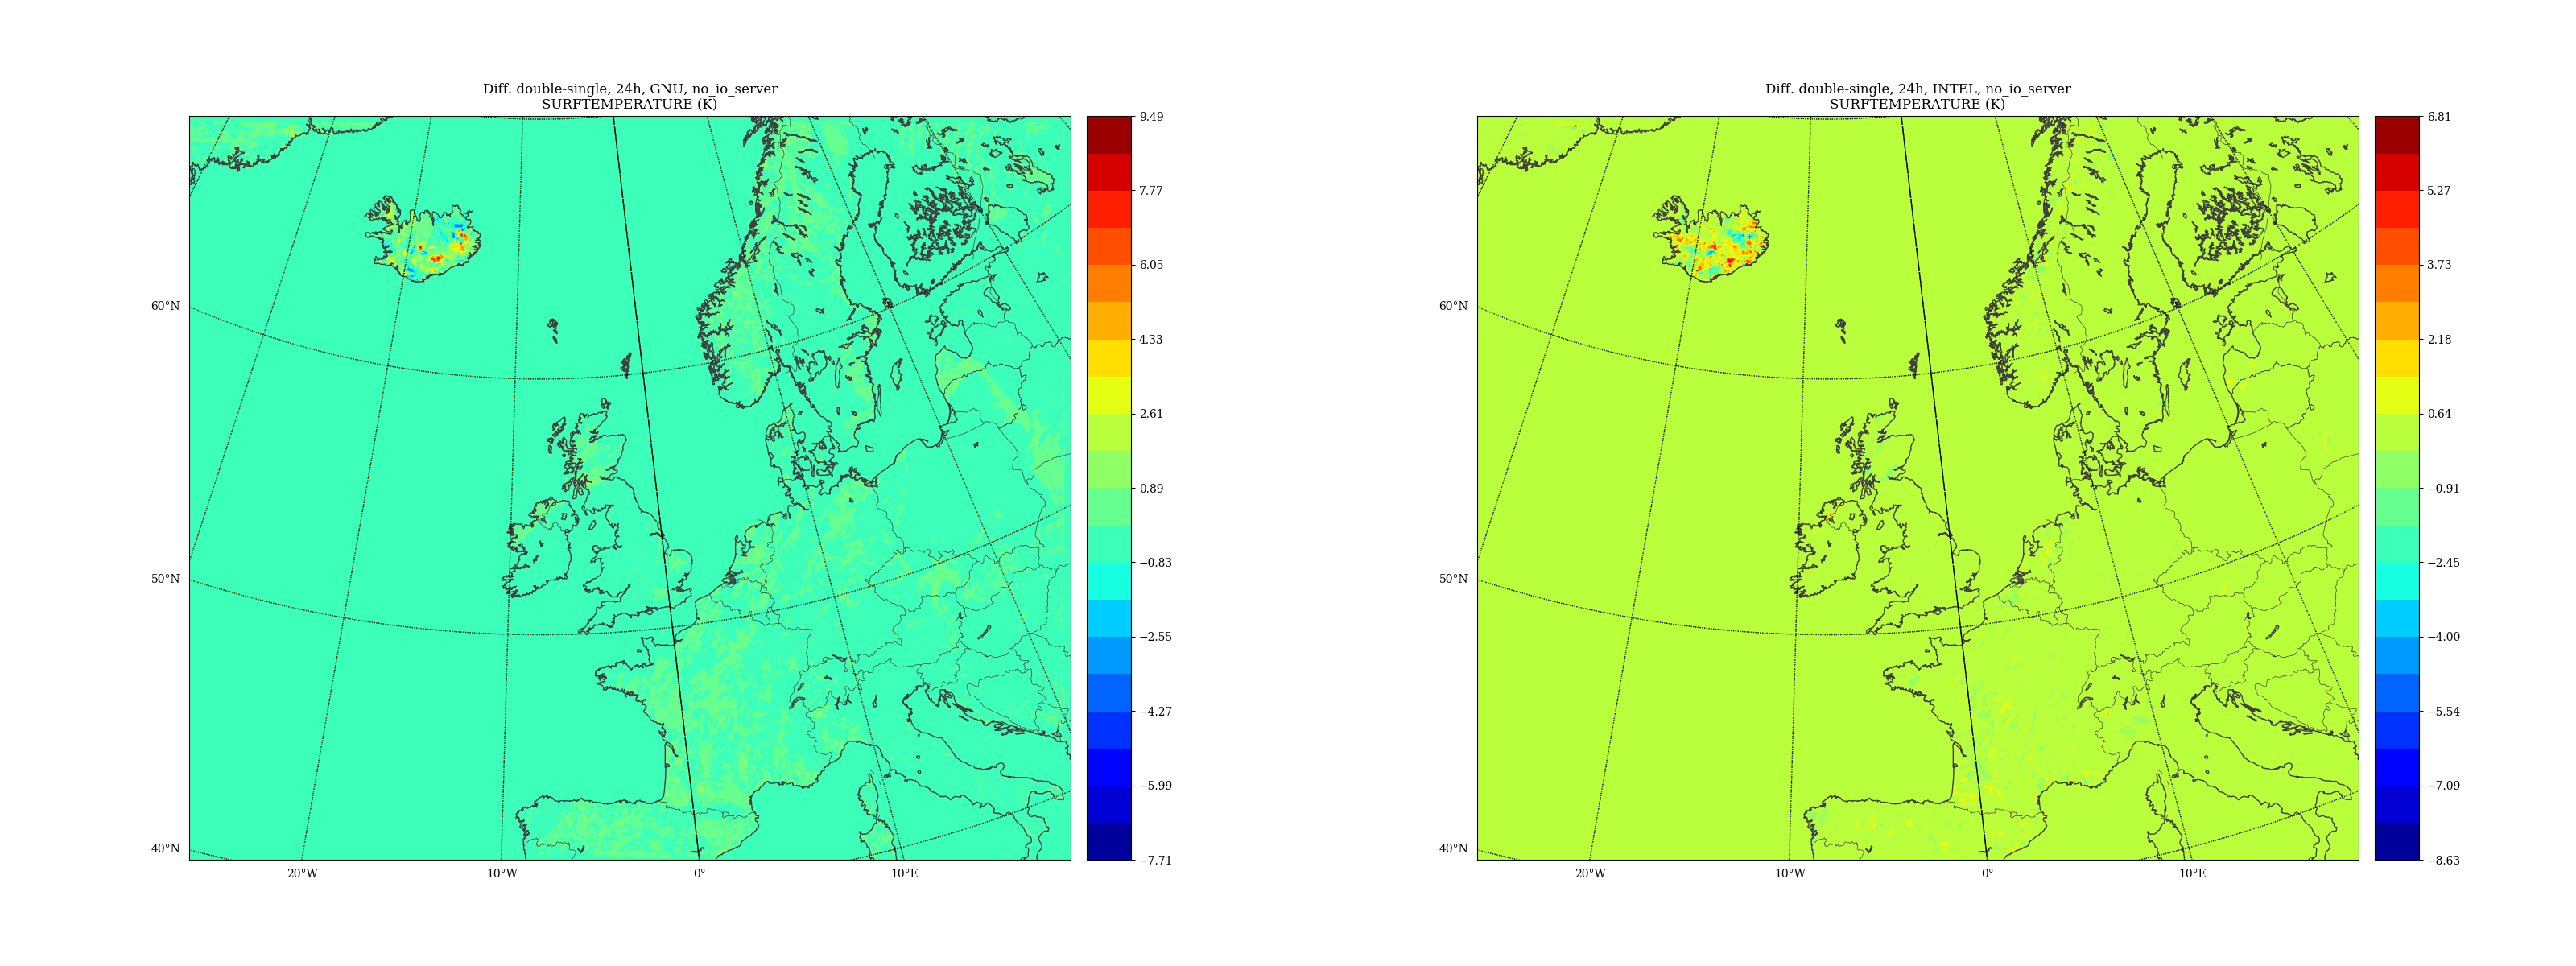 Diff. double-single, 24h, GNU, no_io_server
SURFTEMPERATURE (K)
60°N
50°N
40°N
20°W
10°W
0°
10°E
9.49
7.77
6.05
4.33
2.61
0.89
−0.83
−2.55
−4.27
−5.99
−7.71
Diff. double-single, 24h, INTEL, no_io_server
SURFTEMPERATURE (K)
60°N
50°N
40°N
20°W
10°W
0°
10°E
6.81
5.27
3.73
2.18
0.64
−0.91
−2.45
−4.00
−5.54
−7.09
−8.63